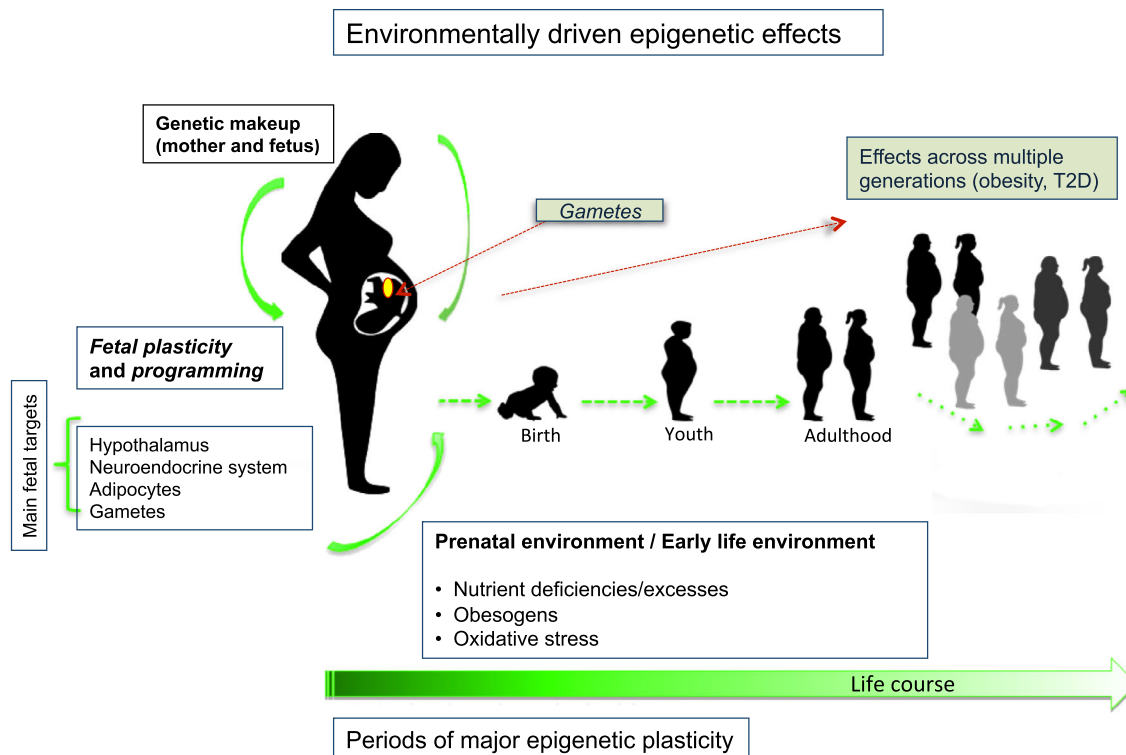 Environmentally driven epigenetic effects
Genetic makeup
(mother and fetus)
Effects across multiple
generations (obesity, T2D)
Gametes
Fetal plasticity
and programming
Main fetal targets
Hypothalamus
Neuroendocrine system
Adipocytes
Gametes
Birth
Youth
Adulthood
Prenatal environment / Early life environment
• Nutrient deficiencies/excesses
• Obesogens
• Oxidative stress
Life course
Periods of major epigenetic plasticity